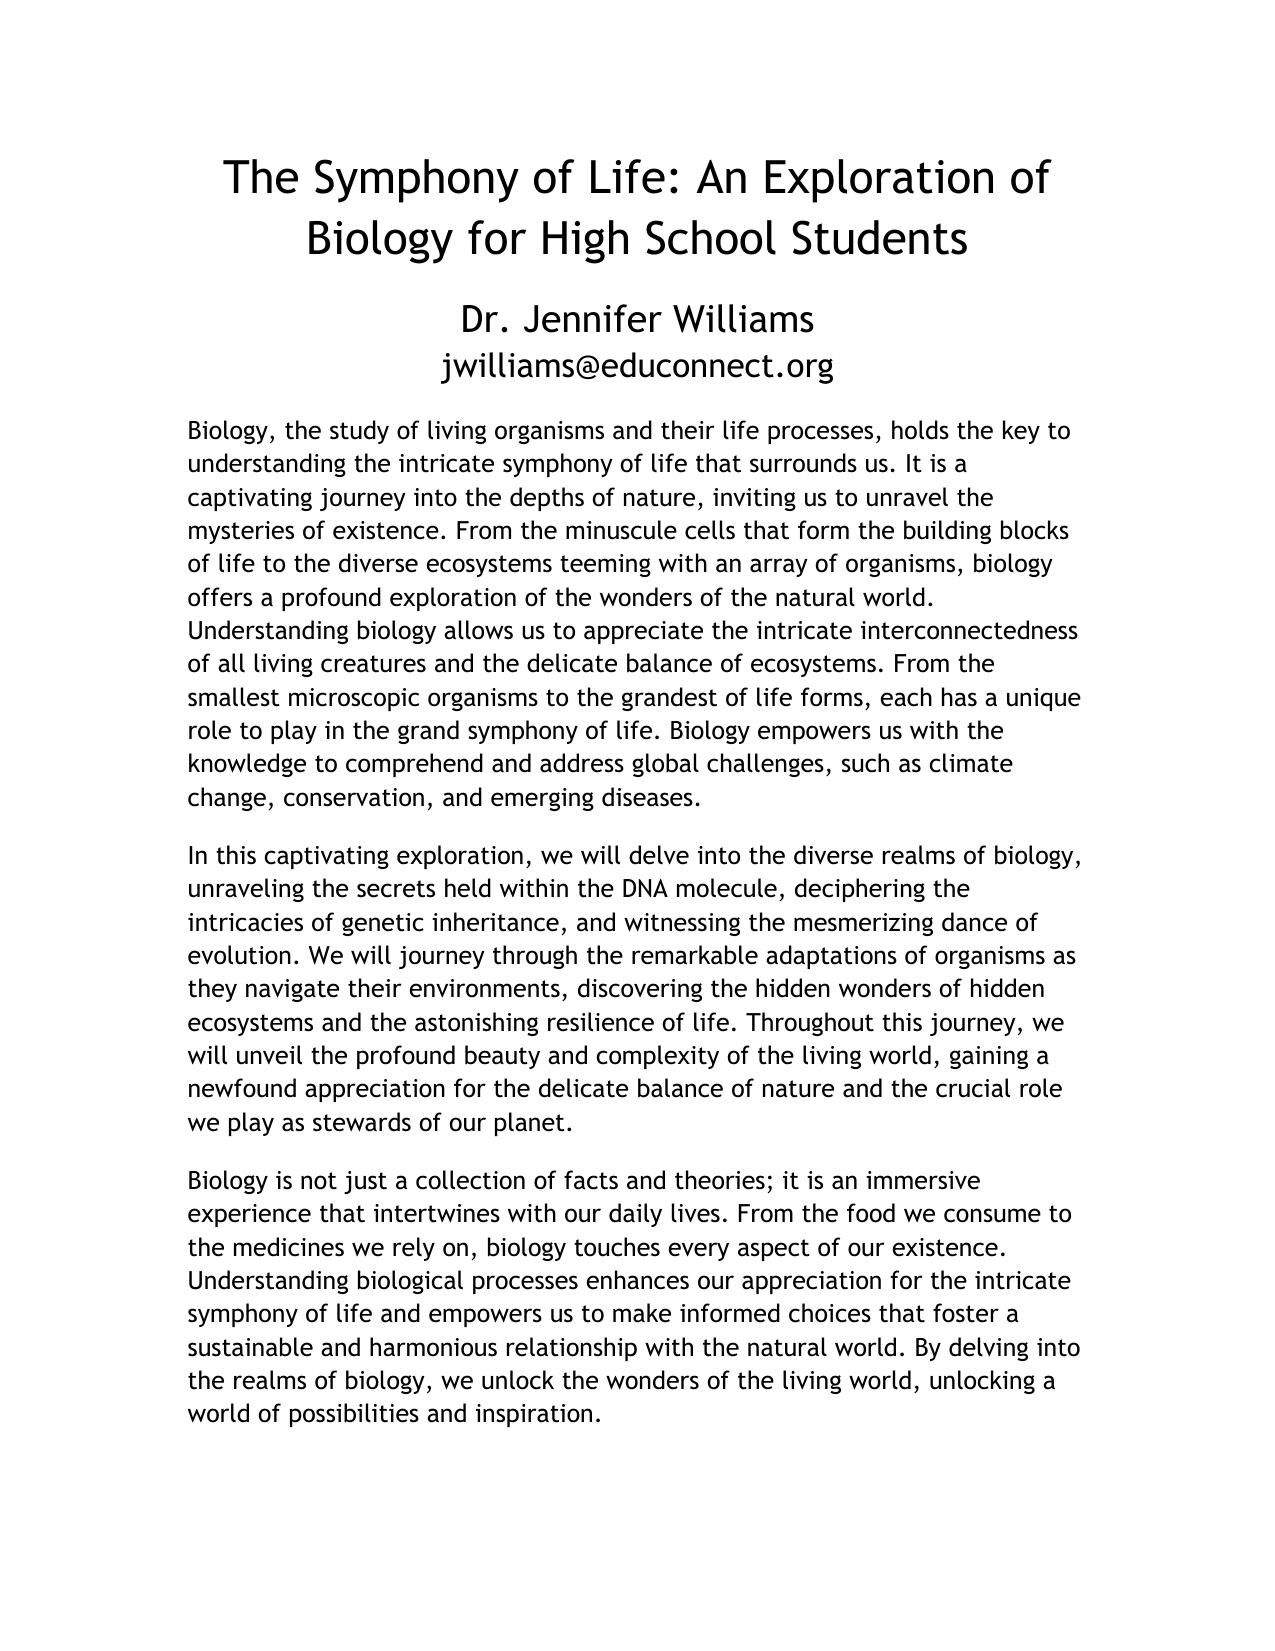 The Symphony of Life: An Exploration of
Biology for High School Students
Dr. Jennifer Williams
jwilliams@educonnect.org
Biology, the study of living organisms and their life processes, holds the key to
understanding the intricate symphony of life that surrounds us. It is a
captivating journey into the depths of nature, inviting us to unravel the
mysteries of existence. From the minuscule cells that form the building blocks
of life to the diverse ecosystems teeming with an array of organisms, biology
offers a profound exploration of the wonders of the natural world.
Understanding biology allows us to appreciate the intricate interconnectedness
of all living creatures and the delicate balance of ecosystems. From the
smallest microscopic organisms to the grandest of life forms, each has a unique
role to play in the grand symphony of life. Biology empowers us with the
knowledge to comprehend and address global challenges, such as climate
change, conservation, and emerging diseases.
In this captivating exploration, we will delve into the diverse realms of biology,
unraveling the secrets held within the DNA molecule, deciphering the
intricacies of genetic inheritance, and witnessing the mesmerizing dance of
evolution. We will journey through the remarkable adaptations of organisms as
they navigate their environments, discovering the hidden wonders of hidden
ecosystems and the astonishing resilience of life. Throughout this journey, we
will unveil the profound beauty and complexity of the living world, gaining a
newfound appreciation for the delicate balance of nature and the crucial role
we play as stewards of our planet.
Biology is not just a collection of facts and theories; it is an immersive
experience that intertwines with our daily lives. From the food we consume to
the medicines we rely on, biology touches every aspect of our existence.
Understanding biological processes enhances our appreciation for the intricate
symphony of life and empowers us to make informed choices that foster a
sustainable and harmonious relationship with the natural world. By delving into
the realms of biology, we unlock the wonders of the living world, unlocking a
world of possibilities and inspiration.